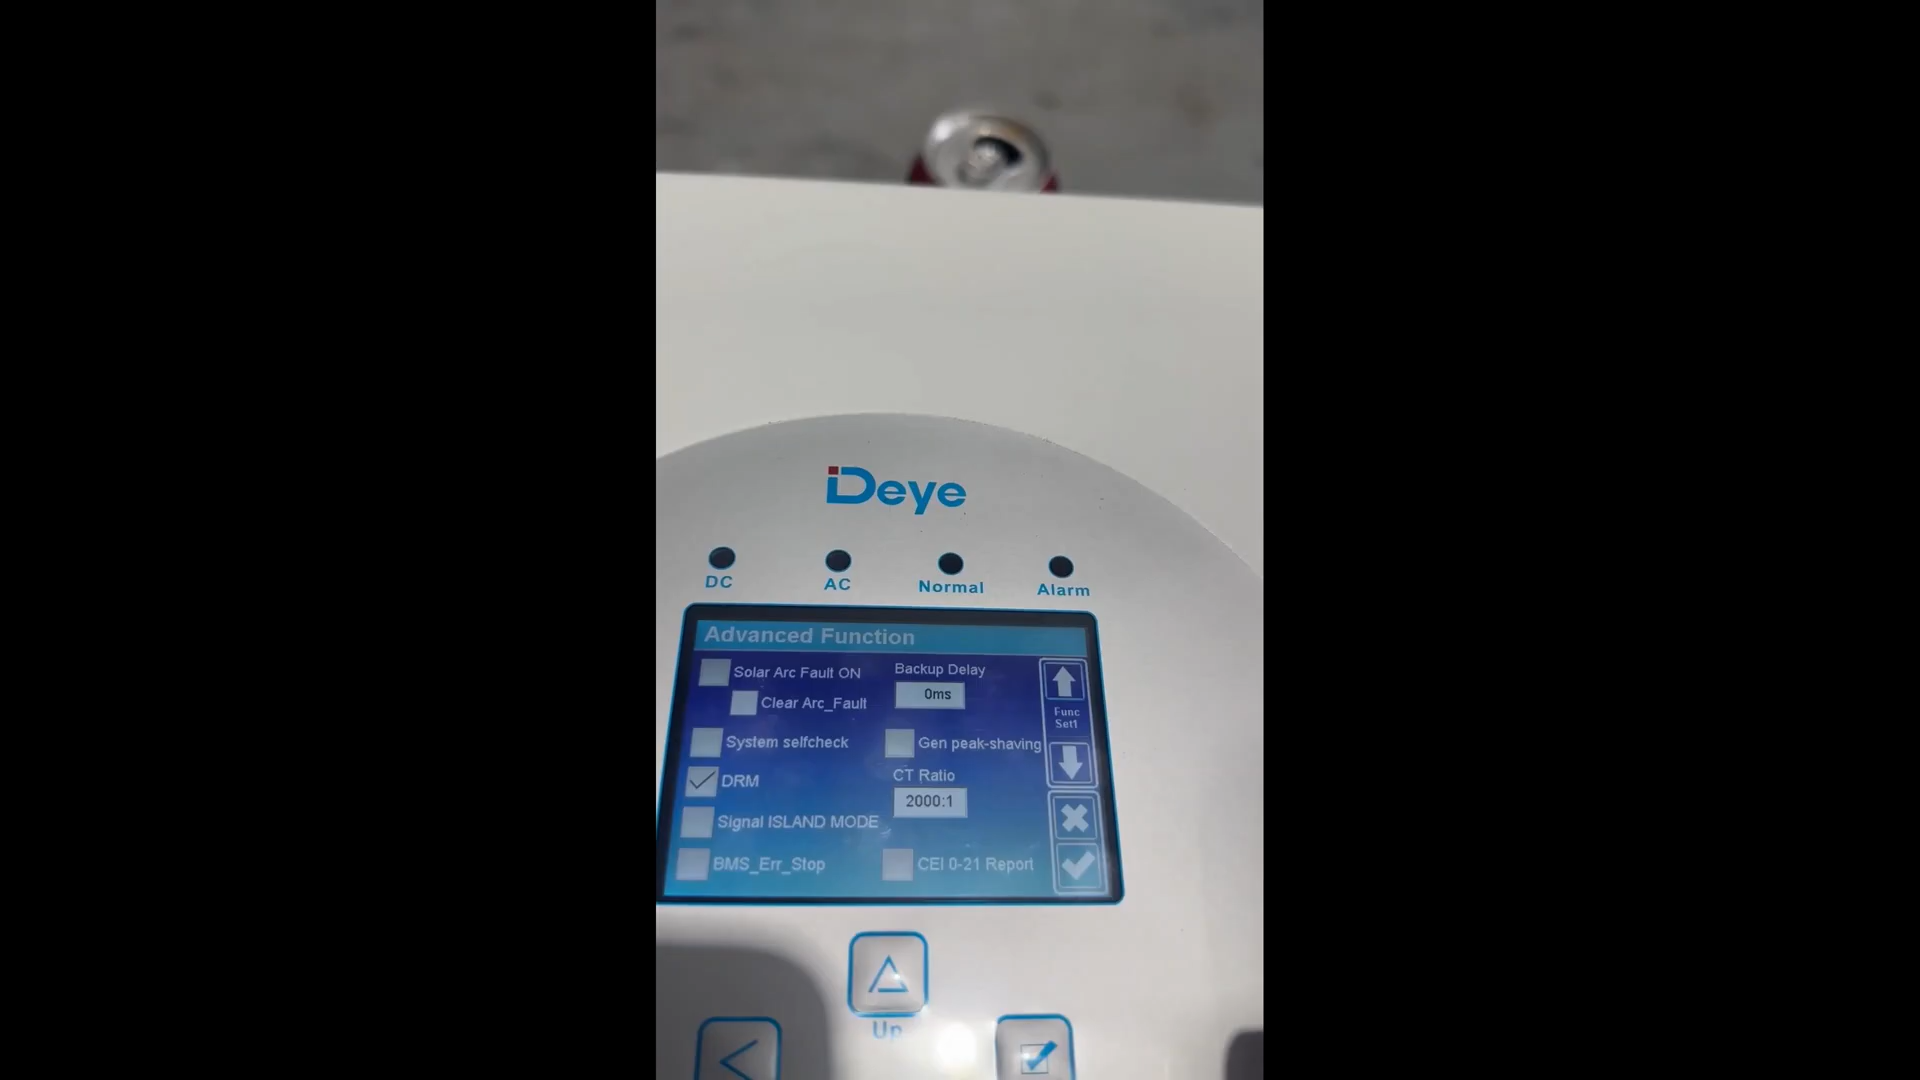 Deye
DC AC Normal Alarm
Advanced Function
Solar Arc Fault ON
Backup Delay
Clear Arc_Fault
0ms
Func
Set1
System selfcheck
Gen peak-shaving
DRM
CT Ratio
2000:1
Signal ISLAND MODE
BMS_Err_Stop
CEI 0-21 Report
Up